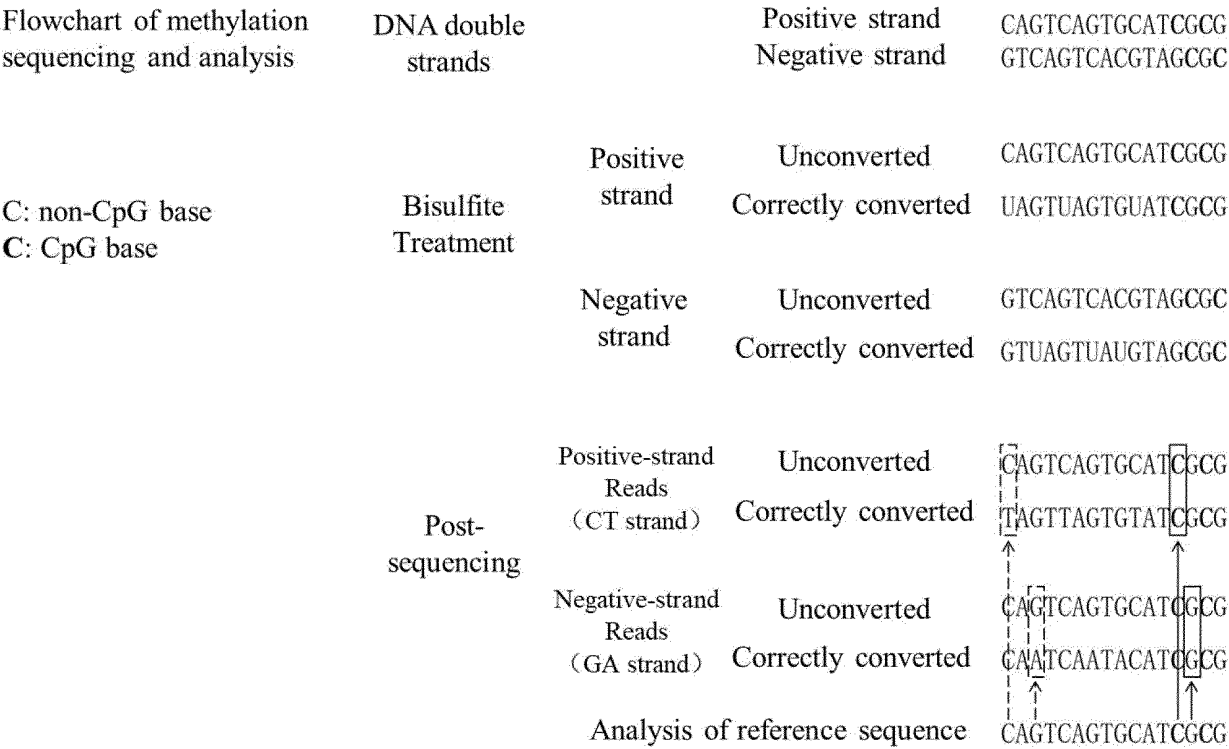 Flowchart of methylation
sequencing and analysis
DNA double
strands
Positive strand
Negative strand
CAGTCAGTGCATCGCG
GTCAGTCACGTAGCGC
C: non-CpG base
C: CpG base
Bisulfite
Treatment
Positive
strand
Unconverted
CAGTCAGTGCATCGCG
Correctly converted
UAGTUAGTGUATCGCG
Negative
strand
Unconverted
GTCAGTCACGTAGCGC
Correctly converted
GTUAGTUAUGTAGCGC
Post-
sequencing
Positive-strand
Reads
(CT strand)
Unconverted
CAGTCAGTGCATCGCG
Correctly converted
TAGTTAGTGTATCGCG
Negative-strand
Reads
(GA strand)
Unconverted
CAGTCAGTGCATCGCG
Correctly converted
CAATCAATACATCGCG
Analysis of reference sequence
CAGTCAGTGCATCGCG